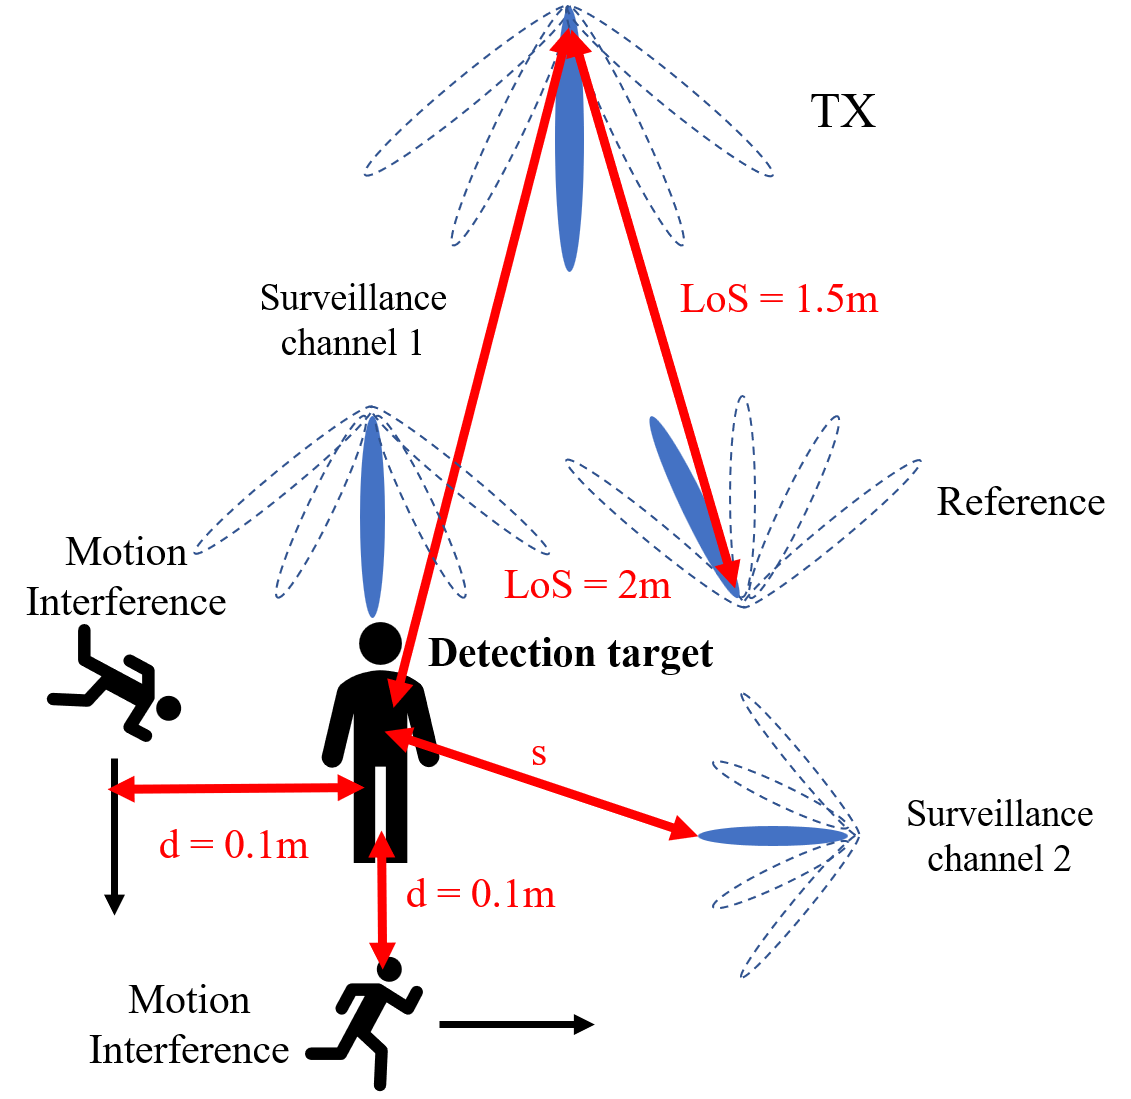 TX
Surveillance
channel 1
LoS = 1.5m
Reference
Motion
Interference
LoS = 2m
Detection target
s
d = 0.1m
Surveillance
channel 2
d = 0.1m
Motion
Interference